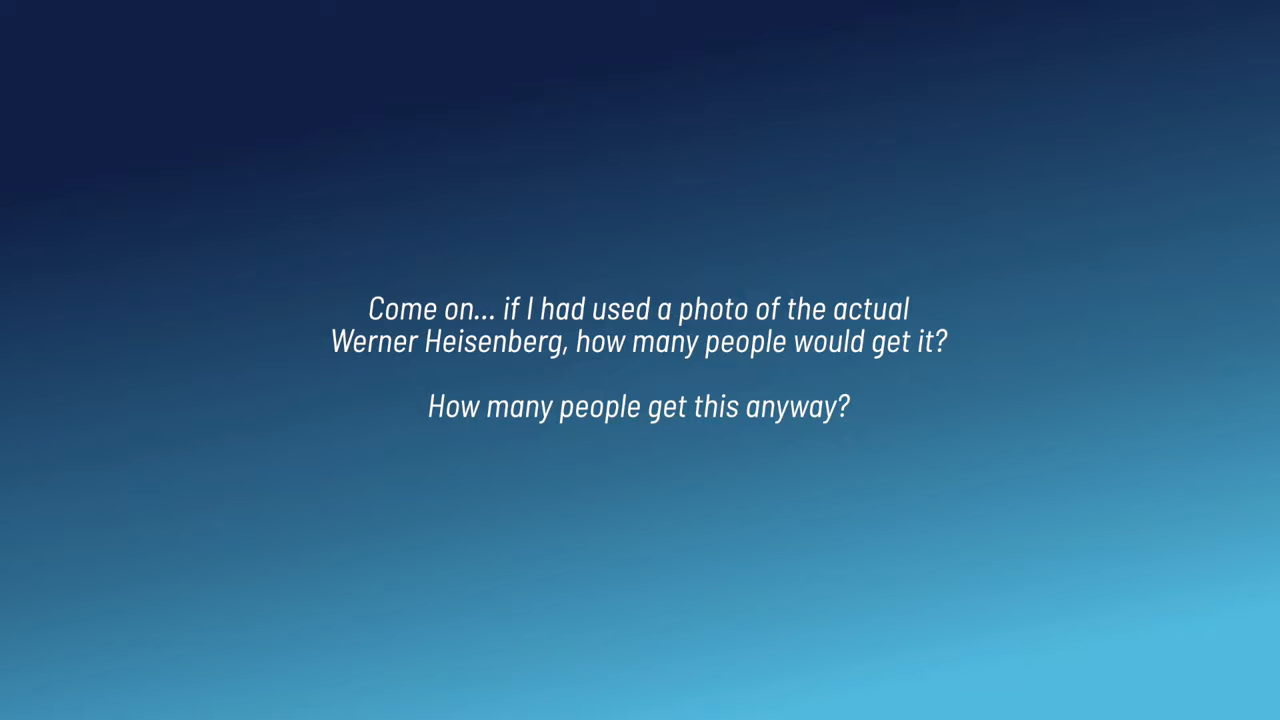 Come on... if I had used a photo of the actual
Werner Heisenberg, how many people would get it?
How many people get this anyway?